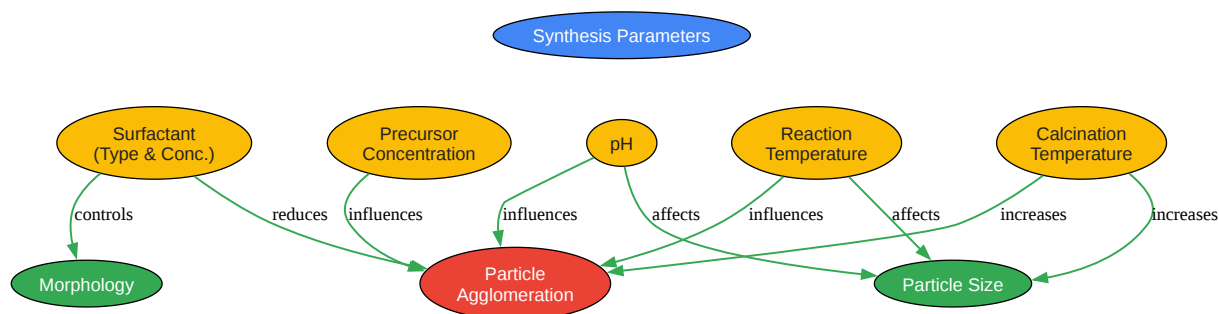 Synthesis Parameters
Surfactant
(Type & Conc.)
Precursor
Concentration
pH
Reaction
Temperature
Calcination
Temperature
controls
reduces
influences
influences
affects
influences
affects
increases
increases
Morphology
Particle
Agglomeration
Particle Size